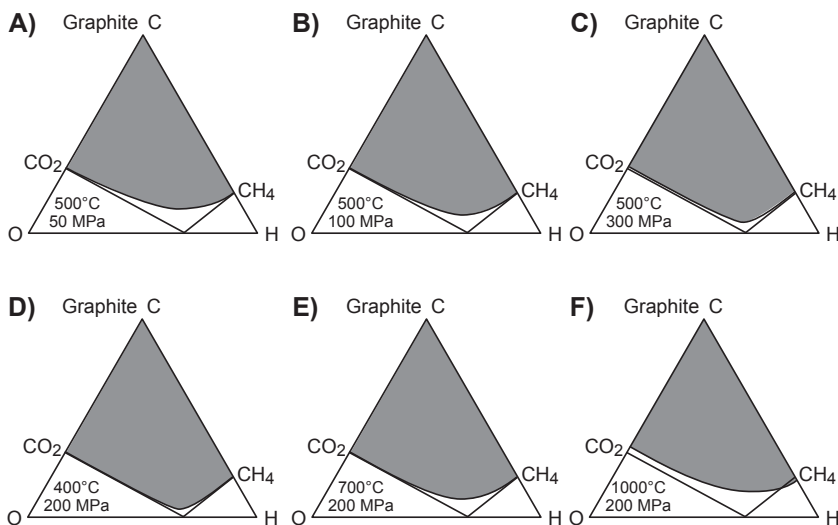 A)
Graphite C
CO2
CH4
500°C
50 MPa
O
H
B)
Graphite C
CO2
CH4
500°C
100 MPa
O
H
C)
Graphite C
CO2
CH4
500°C
300 MPa
O
H
D)
Graphite C
CO2
CH4
400°C
200 MPa
O
H
E)
Graphite C
CO2
CH4
700°C
200 MPa
O
H
F)
Graphite C
CO2
CH4
1000°C
200 MPa
O
H